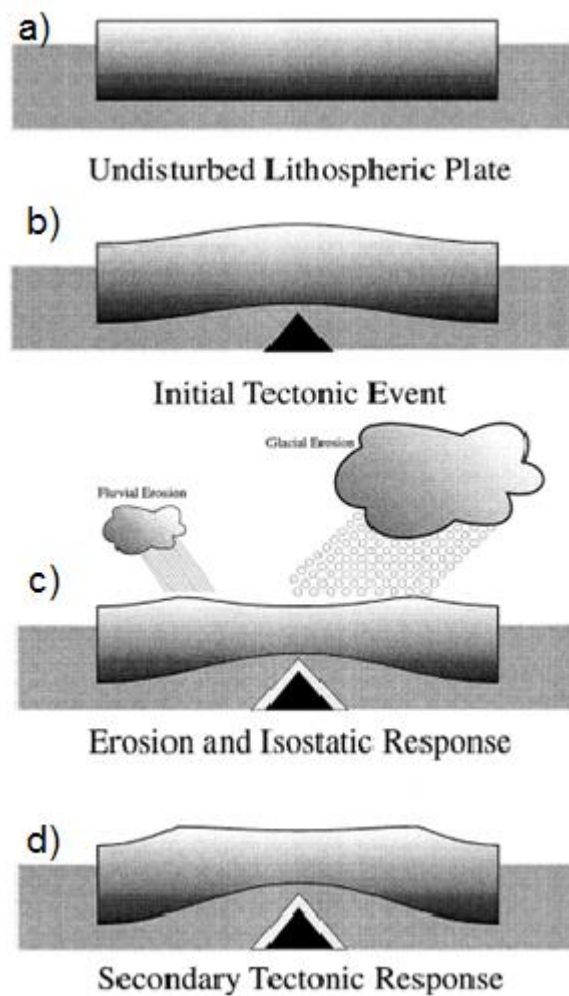 a)
Undisturbed Lithospheric Plate
b)
Initial Tectonic Event
Glacial Erosion
Fluvial Erosion
c)
Erosion and Isostatic Response
d)
Secondary Tectonic Response